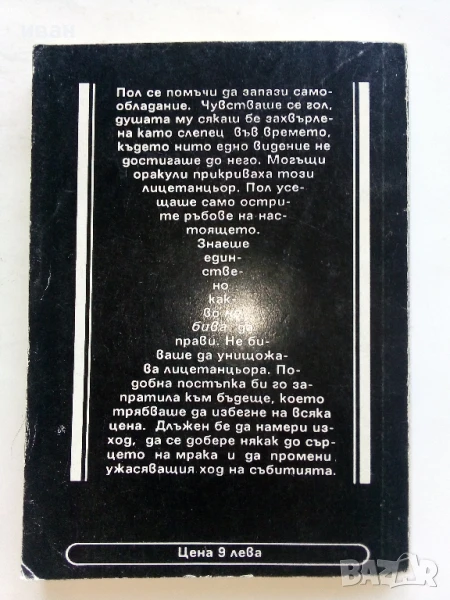 иван
Пол се помъчи да запази само-
обладание. Чувстваше се гол,
душата му сякаш бе захвърле-
на като слепец във времето,
където нито едно видение не
достигаше до него. Могъщи
оракули прикриваха този
лицетанцьор. Пол усе-
щаше само остри-
те ръбове на нас-
тоящето.
Знаеше
един-
стве-
но
как-
во не
бива да
прави. Не би-
ваше да унищожа-
ва лицетанцьора. По-
добна постъпка би го за-
пратила към бъдеще, което
трябваше да избегне на всяка
цена. Длъжен бе да намери из-
ход, да се добере някак до сър-
цето на мрака и да промени
ужасяващия ход на събитията.
Цена 9 лева
BAZAR